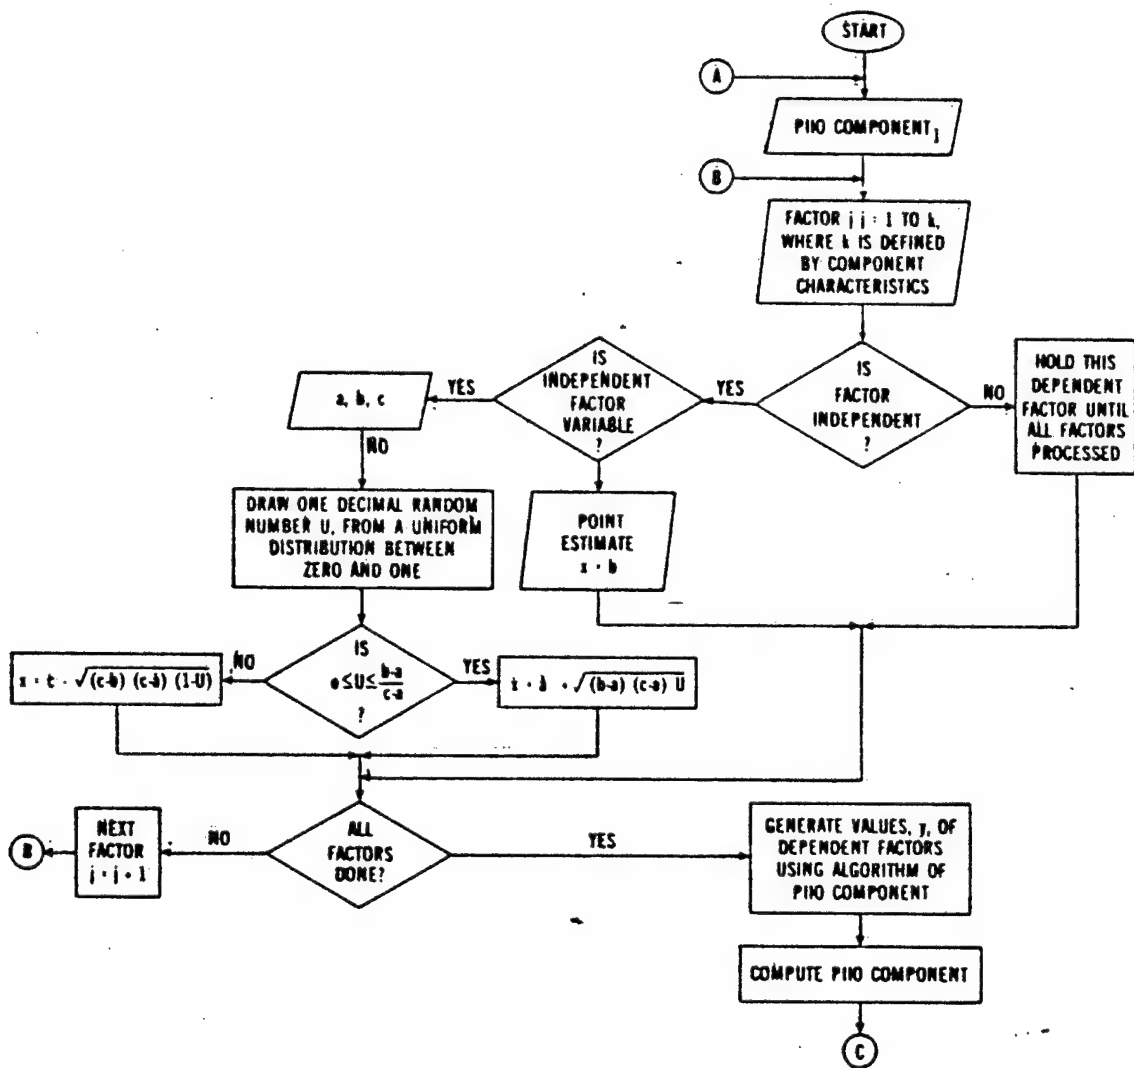 START
A
PIIO COMPONENT1
B
FACTOR j j = 1 TO k,
WHERE k IS DEFINED
BY COMPONENT
CHARACTERISTICS
IS
FACTOR
INDEPENDENT
?
NO
HOLD THIS
DEPENDENT
FACTOR UNTIL
ALL FACTORS
PROCESSED
YES
IS
INDEPENDENT
FACTOR
VARIABLE
?
YES
a, b, c
NO
DRAW ONE DECIMAL RANDOM
NUMBER U, FROM A UNIFORM
DISTRIBUTION BETWEEN
ZERO AND ONE
POINT
ESTIMATE
x = b
IS
o ≤ U ≤ b-a/c-a
?
NO
x = c - √(c-b) (c-a) (1-U)
YES
x = a + √(b-a) (c-a) U
ALL
FACTORS
DONE?
NO
NEXT
FACTOR
j = j + 1
B
YES
GENERATE VALUES, y, OF
DEPENDENT FACTORS
USING ALGORITHM OF
PIIO COMPONENT
COMPUTE PIIO COMPONENT
C